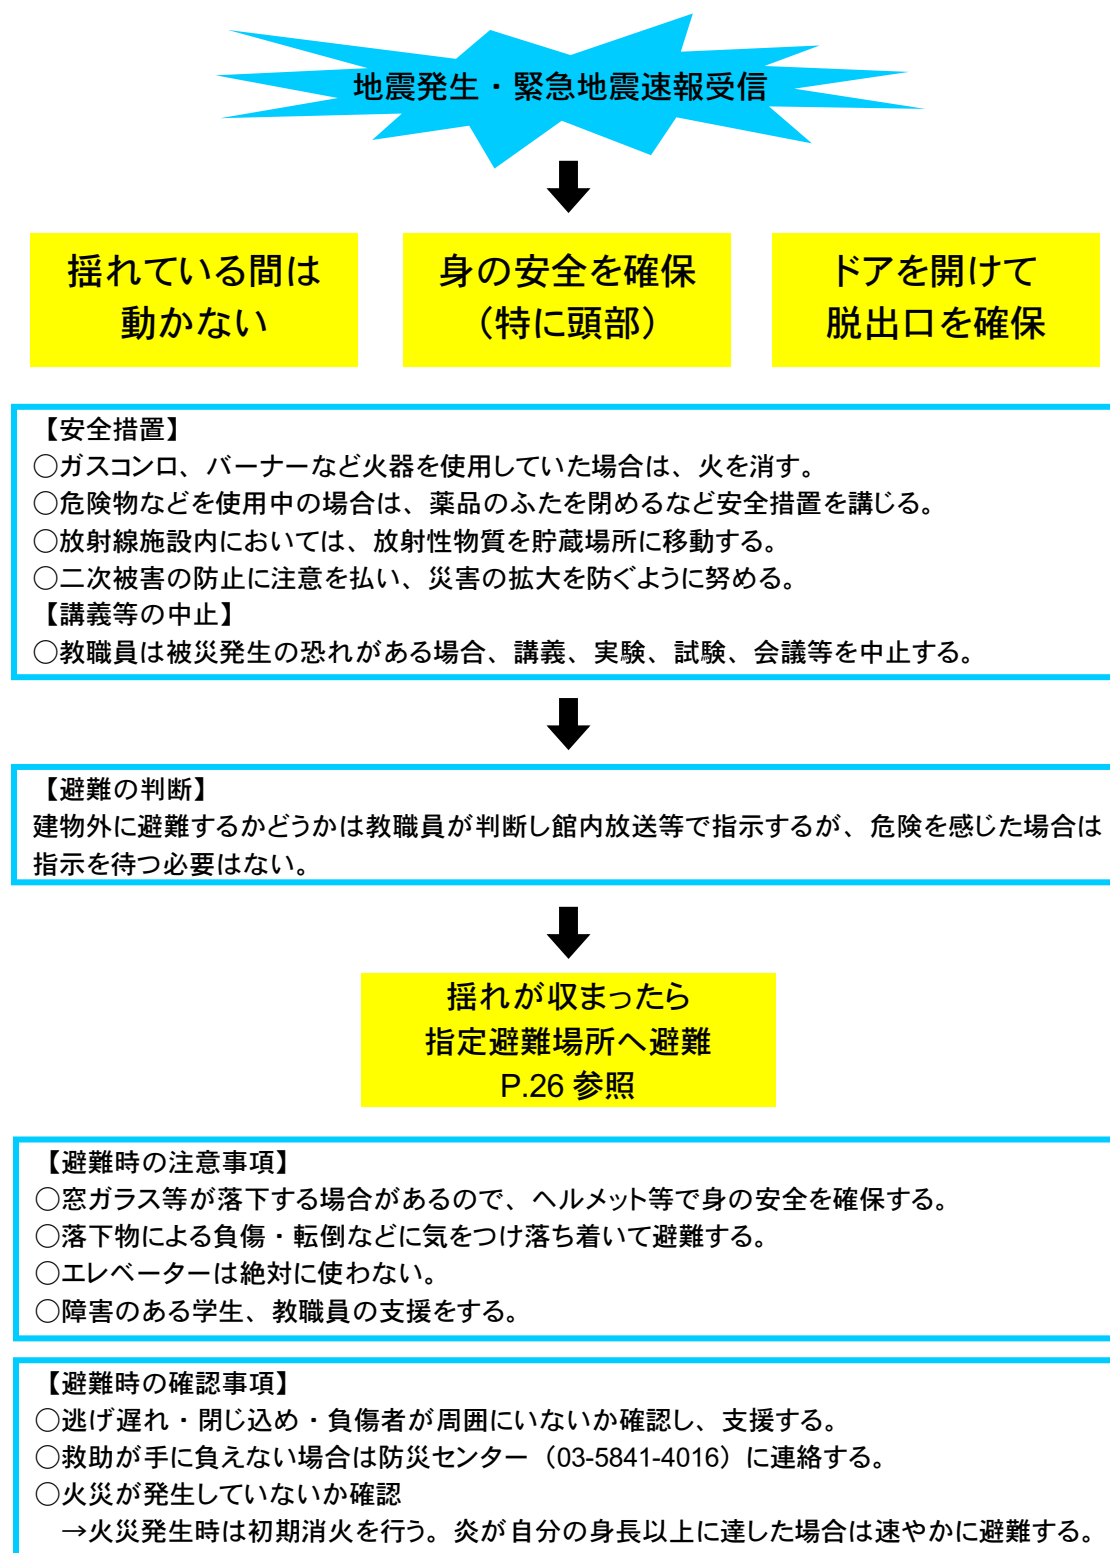 地震発生・緊急地震速報受信
揺れている間は
動かない
身の安全を確保
（特に頭部）
ドアを開けて
脱出口を確保
【安全措置】
○ガスコンロ、バーナーなど火器を使用していた場合は、火を消す。
○危険物などを使用中の場合は、薬品のふたを閉めるなど安全措置を講じる。
○放射線施設内においては、放射性物質を貯蔵場所に移動する。
○二次被害の防止に注意を払い、災害の拡大を防ぐように努める。
【講義等の中止】
○教職員は被災発生の恐れがある場合、講義、実験、試験、会議等を中止する。
【避難の判断】
建物外に避難するかどうかは教職員が判断し館内放送等で指示するが、危険を感じた場合は
指示を待つ必要はない。
揺れが収まったら
指定避難場所へ避難
P.26 参照
【避難時の注意事項】
○窓ガラス等が落下する場合があるので、ヘルメット等で身の安全を確保する。
○落下物による負傷・転倒などに気をつけ落ち着いて避難する。
○エレベーターは絶対に使わない。
○障害のある学生、教職員の支援をする。
【避難時の確認事項】
○逃げ遅れ・閉じ込め・負傷者が周囲にいないか確認し、支援する。
○救助が手に負えない場合は防災センター（03-5841-4016）に連絡する。
○火災が発生していないか確認
→火災発生時は初期消火を行う。炎が自分の身長以上に達した場合は速やかに避難する。